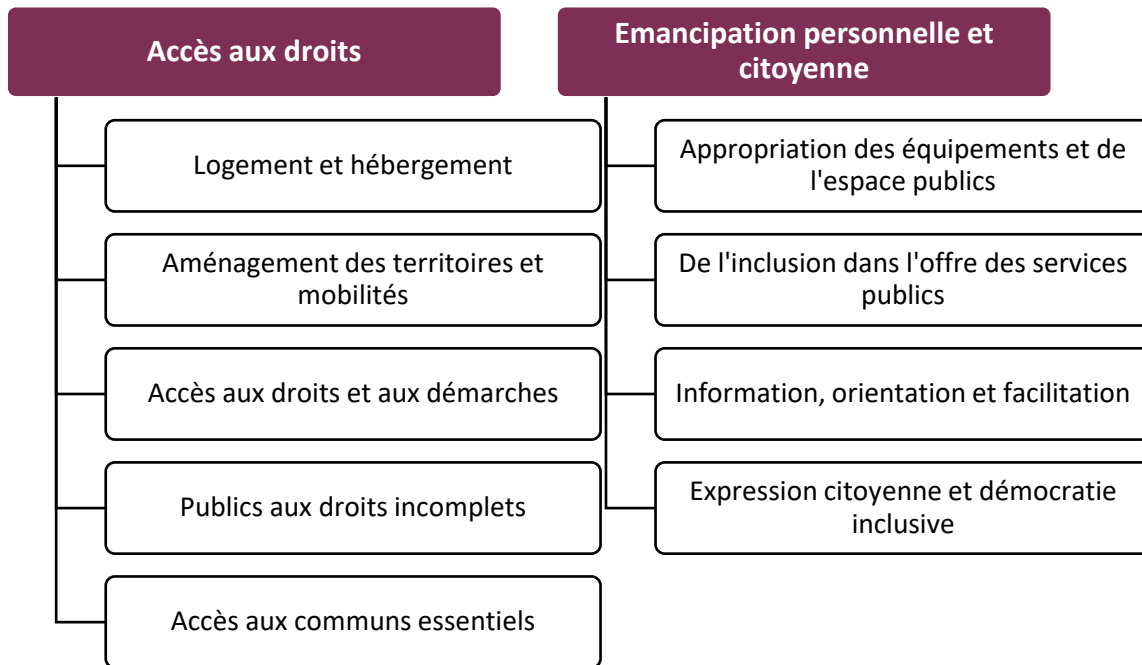 Accès aux droits
Logement et hébergement
Aménagement des territoires et
mobilités
Accès aux droits et aux démarches
Publics aux droits incomplets
Accès aux communs essentiels
Emancipation personnelle et
citoyenne
Appropriation des équipements et de
l'espace publics
De l'inclusion dans l'offre des services
publics
Information, orientation et facilitation
Expression citoyenne et démocratie
inclusive